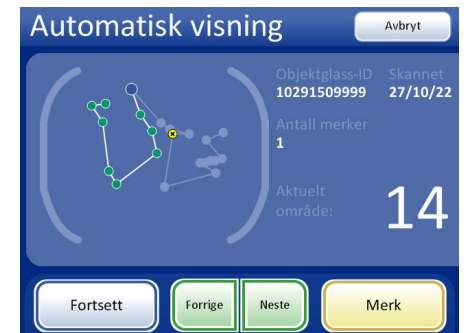 Automatisk visning
Avbryt
Objektglass-ID Skannet
10291509999 27/10/22
Antall merker
1
Aktuelt
område:
14
Fortsett
Forrige
Neste
Merk